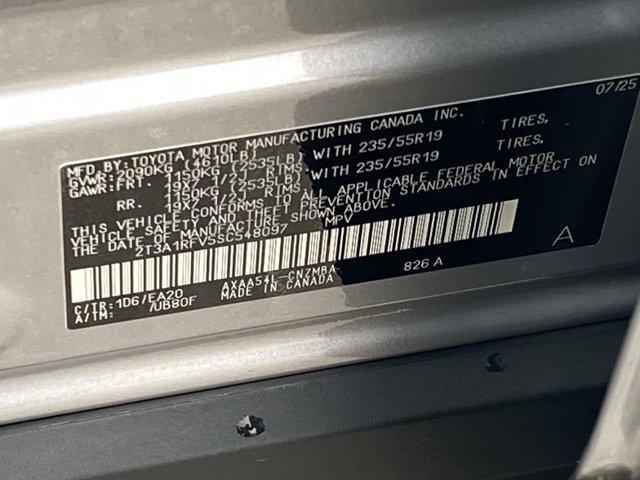 07/25
MFD.BY:TOYOTA MOTOR MANUFACTURING CANADA INC.
GVWR:2090KG (4610LB)
GAWR:FRT. 1150KG (2535LB) WITH 235/55R19 TIRES,
19X7 1/2J RIMS,
RR. 1150KG (2535LB) WITH 235/55R19 TIRES,
19X7 1/2J RIMS,
THIS VEHICLE CONFORMS TO ALL APPLICABLE FEDERAL MOTOR
VEHICLE SAFETY AND THEFT PREVENTION STANDARDS IN EFFECT ON
THE DATE OF MANUFACTURE SHOWN ABOVE.
2T3A1RFV5SC548097 MPV
A
AXAA54L-CNZMBA 826 A
C/TR:1D6/EA20 MADE IN CANADA
A/TM: /UB80F